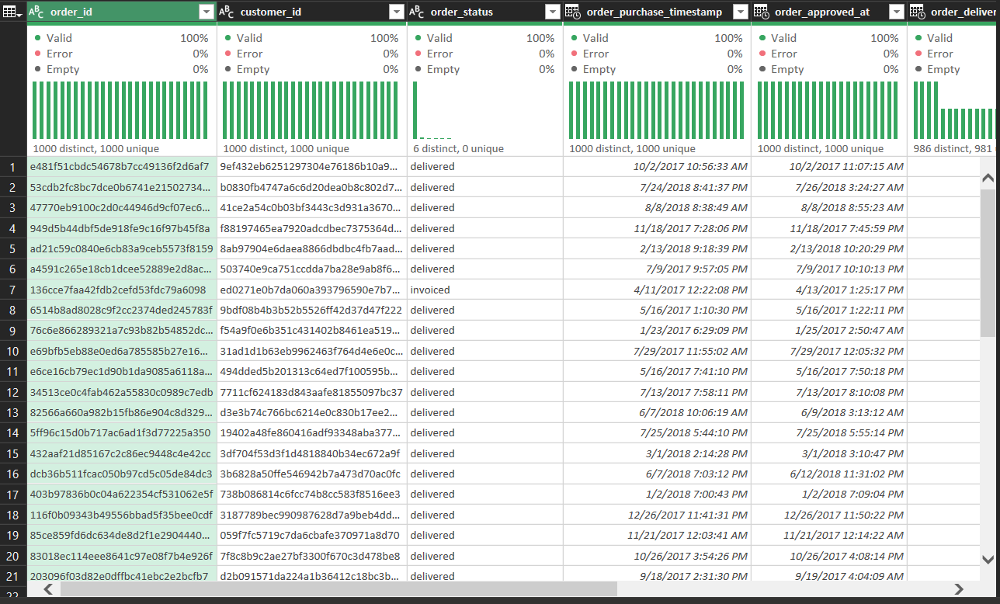 order_id customer_id order_status order_purchase_timestamp order_approved_at order_deliver
Valid 100% Valid 100% Valid 100% Valid 100% Valid 100% Valid
Error 0% Error 0% Error 0% Error 0% Error 0% Error
Empty 0% Empty 0% Empty 0% Empty 0% Empty 0% Empty
1000 distinct, 1000 unique 1000 distinct, 1000 unique 6 distinct, 0 unique 1000 distinct, 1000 unique 1000 distinct, 1000 unique 986 distinct, 981
1 e481f51cbdc54678b7cc49136f2d6af7 9ef432eb6251297304e76186b10a9... delivered 10/2/2017 10:56:33 AM 10/2/2017 11:07:15 AM
2 53cdb2fc8bc7dce0b6741e21502734... b0830fb4747a6c6d20dea0b8c802d7... delivered 7/24/2018 8:41:37 PM 7/26/2018 3:24:27 AM
3 47770eb9100c2d0c44946d9cf07ec6... 41ce2a54c0b03bf3443c3d931a3670... delivered 8/8/2018 8:38:49 AM 8/8/2018 8:55:23 AM
4 949d5b44dbf5de918fe9c16f97b45f8a f88197465ea7920adcdbec7375364d... delivered 11/18/2017 7:28:06 PM 11/18/2017 7:45:59 PM
5 ad21c59c0840e6cb83a9ceb5573f8159 8ab97904e6daea8866dbdbc4fb7aad... delivered 2/13/2018 9:18:39 PM 2/13/2018 10:20:29 PM
6 a4591c265e18cb1dcee52889e2d8ac... 503740e9ca751ccdda7ba28e9ab8f6... delivered 7/9/2017 9:57:05 PM 7/9/2017 10:10:13 PM
7 136cce7faa42fdb2cefd53fdc79a6098 ed0271e0b7da060a393796590e7b7... invoiced 4/11/2017 12:22:08 PM 4/13/2017 1:25:17 PM
8 6514b8ad8028c9f2cc2374ded245783f 9bdf08b4b3b52b5526ff42d37d47f222 delivered 5/16/2017 1:10:30 PM 5/16/2017 1:22:11 PM
9 76c6e866289321a7c93b82b54852dc... f54a9f0e6b351c431402b8461ea519... delivered 1/23/2017 6:29:09 PM 1/25/2017 2:50:47 AM
10 e69bfb5eb88e0ed6a785585b27e16... 31ad1d1b63eb9962463f764d4e6e0c... delivered 7/29/2017 11:55:02 AM 7/29/2017 12:05:32 PM
11 e6ce16cb79ec1d90b1da9085a6118a... 494dded5b201313c64ed7f100595b... delivered 5/16/2017 7:41:10 PM 5/16/2017 7:50:18 PM
12 34513ce0c4fab462a55830c0989c7edb 7711cf624183d843aafe81855097bc37 delivered 7/13/2017 7:58:11 PM 7/13/2017 8:10:08 PM
13 82566a660a982b15fb86e904c8d329... d3e3b74c766bc6214e0c830b17ee2... delivered 6/7/2018 10:06:19 AM 6/9/2018 3:13:12 AM
14 5ff96c15d0b717ac6ad1f3d77225a350 19402a48fe860416adf93348aba377... delivered 7/25/2018 5:44:10 PM 7/25/2018 5:55:14 PM
15 432aaf21d85167c2c86ec9448c4e42cc 3df704f53d3f1d4818840b34ec672a9f delivered 3/1/2018 2:14:28 PM 3/1/2018 3:10:47 PM
16 dcb36b511fcac050b97cd5c05de84dc3 3b6828a50ffe546942b7a473d70ac0fc delivered 6/7/2018 7:03:12 PM 6/12/2018 11:31:02 PM
17 403b97836b0c04a622354cf531062e5f 738b086814c6fcc74b8cc583f8516ee3 delivered 1/2/2018 7:00:43 PM 1/2/2018 7:09:04 PM
18 116f0b09343b49556bbad5f35bee0cdf 3187789bec990987628d7a9beb4dd... delivered 12/26/2017 11:41:31 PM 12/26/2017 11:50:22 PM
19 85ce859fd6dc634de8d2f1e2904440... 059f7fc5719c7da6cbafe370971a8d70 delivered 11/21/2017 12:03:41 AM 11/21/2017 12:14:22 AM
20 83018ec114eee8641c97e08f7b4e926f 7f8c8b9c2ae27bf3300f670c3d478be8 delivered 10/26/2017 3:54:26 PM 10/26/2017 4:08:14 PM
21 203096f03d82e0dffbc41ebc2e2bcfb7 d2b091571da224a1b36412c18bc3b... delivered 9/18/2017 2:31:30 PM 9/19/2017 4:04:09 AM
22